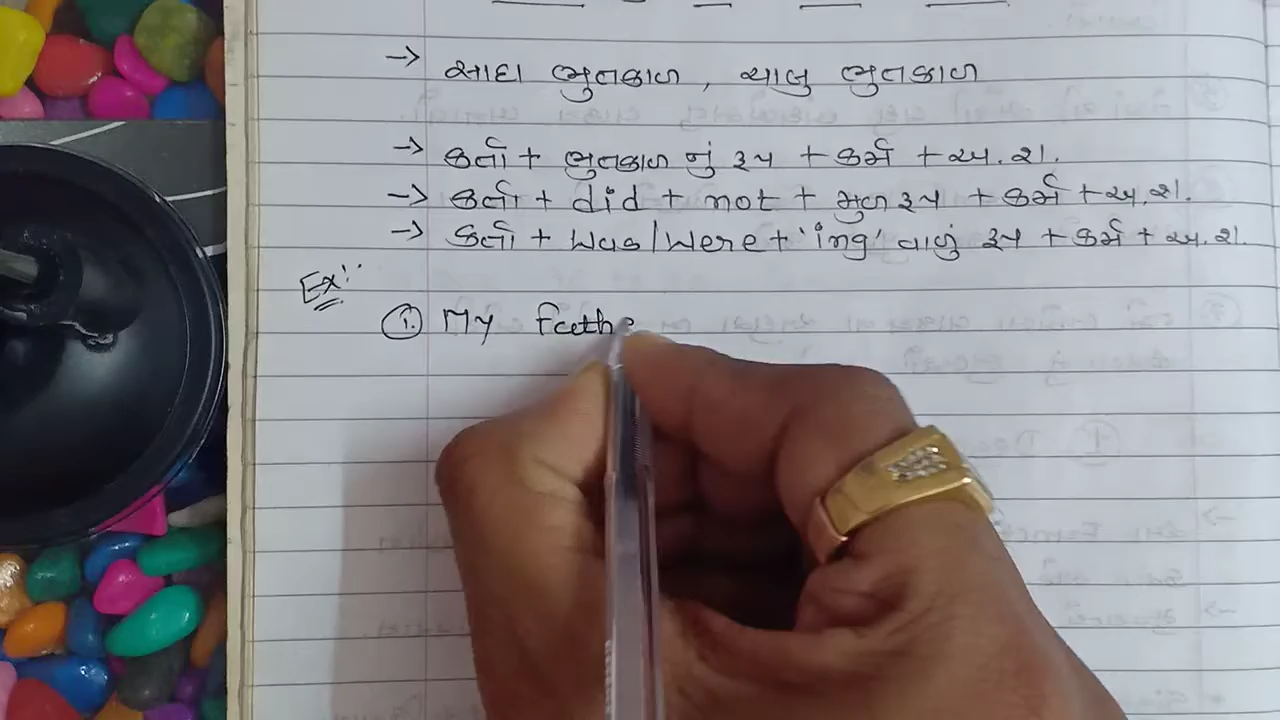 → સાદા ભુતકાળ , ચાલુ ભુતકાળ
→ કર્તા + ભુતકાળ નું રૂપ + કર્મ + અ.શ.
→ કર્તા + did + not + મુળ રૂપ + કર્મ + અ.શ.
→ કર્તા + was/were + 'ing' વાળું રૂપ + કર્મ + અ.શ.
Ex:
①. My fathe